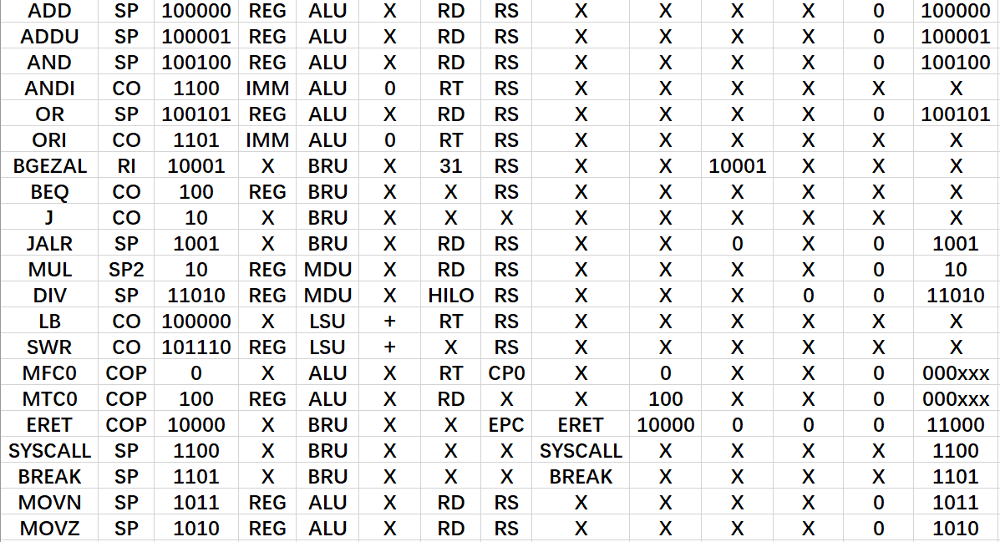 ADD SP 100000 REG ALU X RD RS X X X X 0 100000
ADDU SP 100001 REG ALU X RD RS X X X X 0 100001
AND SP 100100 REG ALU X RD RS X X X X 0 100100
ANDI CO 1100 IMM ALU 0 RT RS X X X X X X
OR SP 100101 REG ALU X RD RS X X X X 0 100101
ORI CO 1101 IMM ALU 0 RT RS X X X X X X
BGEZAL RI 10001 X BRU X 31 RS X X 10001 X X X
BEQ CO 100 REG BRU X X RS X X X X X X
J CO 10 X BRU X X X X X X X X X
JALR SP 1001 X BRU X RD RS X X 0 X 0 1001
MUL SP2 10 REG MDU X RD RS X X X X 0 10
DIV SP 11010 REG MDU X HILO RS X X X 0 0 11010
LB CO 100000 X LSU + RT RS X X X X X X
SWR CO 101110 REG LSU + X RS X X X X X X
MFC0 COP 0 X ALU X RT CP0 X 0 X X 0 000xxx
MTC0 COP 100 REG ALU X RD X X 100 X X 0 000xxx
ERET COP 10000 X BRU X X EPC ERET 10000 0 0 0 11000
SYSCALL SP 1100 X BRU X X X SYSCALL X X X X 1100
BREAK SP 1101 X BRU X X X BREAK X X X X 1101
MOVN SP 1011 REG ALU X RD RS X X X X 0 1011
MOVZ SP 1010 REG ALU X RD RS X X X X 0 1010